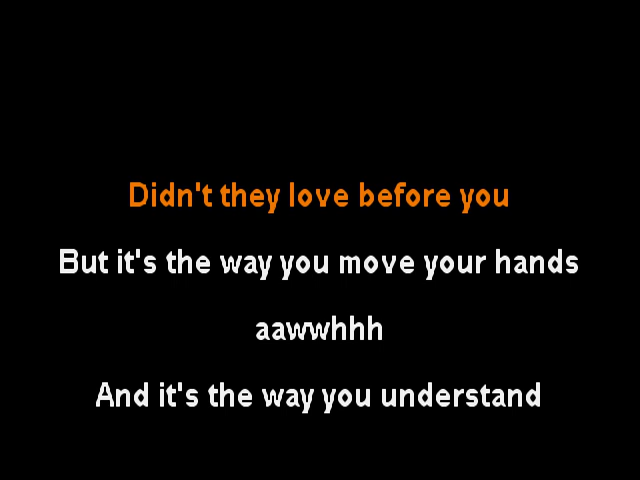 Didn't they love before you
But it's the way you move your hands
aawwhhh
And it's the way you understand